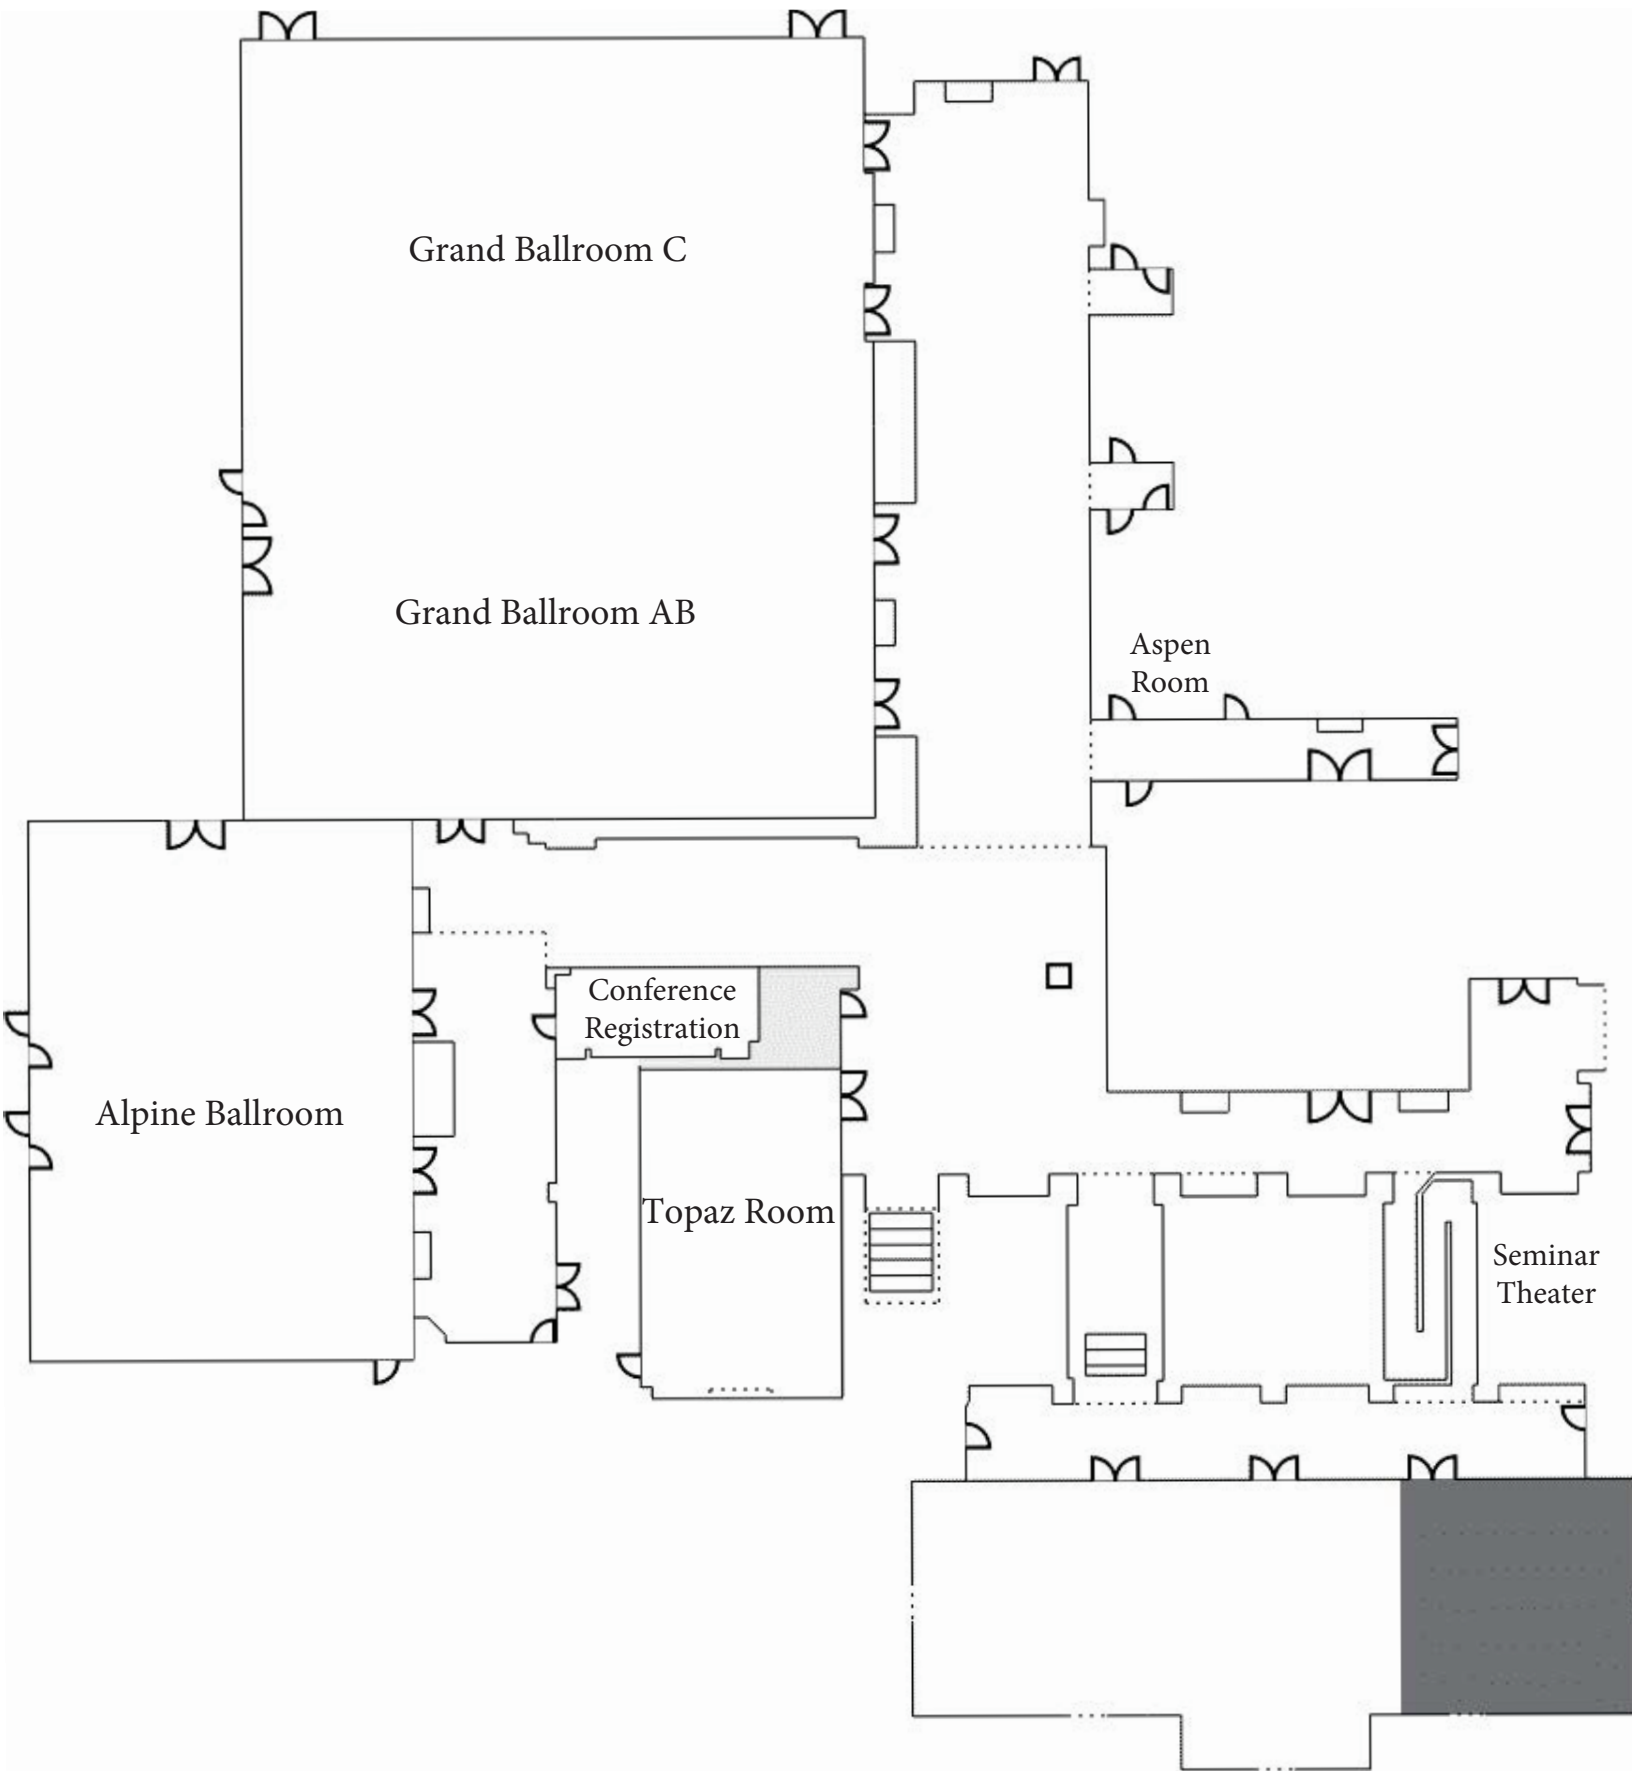 Grand Ballroom C
Grand Ballroom AB
Aspen
Room
Conference
Registration
Alpine Ballroom
Topaz Room
Seminar
Theater